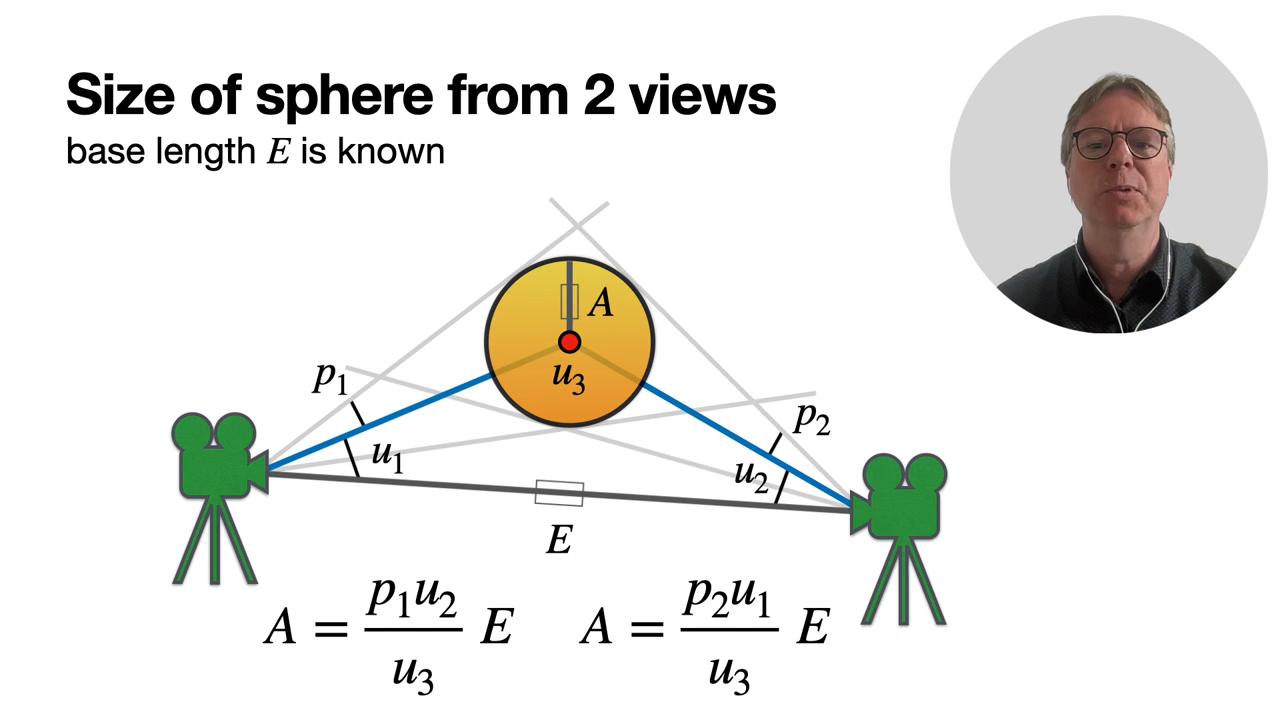 Size of sphere from 2 views
base length E is known
A
u₃
p₁
p₂
u₁
u₂
E
A = p₁u₂ / u₃ E    A = p₂u₁ / u₃ E